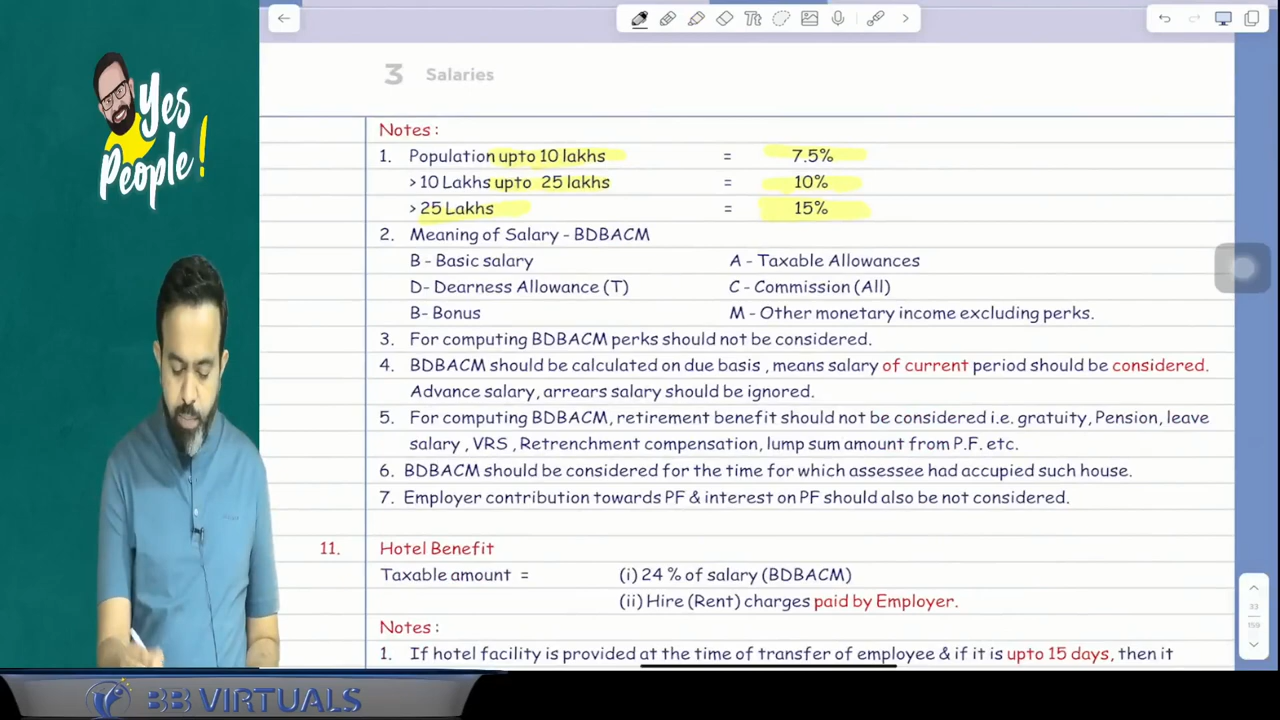 Yes
People!
3 Salaries
Notes :
1. Population upto 10 lakhs = 7.5%
> 10 Lakhs upto 25 lakhs = 10%
> 25 Lakhs = 15%
2. Meaning of Salary - BDBACM
B - Basic salary A - Taxable Allowances
D- Dearness Allowance (T) C - Commission (All)
B- Bonus M - Other monetary income excluding perks.
3. For computing BDBACM perks should not be considered.
4. BDBACM should be calculated on due basis , means salary of current period should be considered.
Advance salary, arrears salary should be ignored.
5. For computing BDBACM, retirement benefit should not be considered i.e. gratuity, Pension, leave
salary , VRS , Retrenchment compensation, lump sum amount from P.F. etc.
6. BDBACM should be considered for the time for which assessee had accupied such house.
7. Employer contribution towards PF & interest on PF should also be not considered.
11. Hotel Benefit
Taxable amount = (i) 24 % of salary (BDBACM)
(ii) Hire (Rent) charges paid by Employer.
Notes :
1. If hotel facility is provided at the time of transfer of employee & if it is upto 15 days, then it
Tt
33
159
BB VIRTUALS